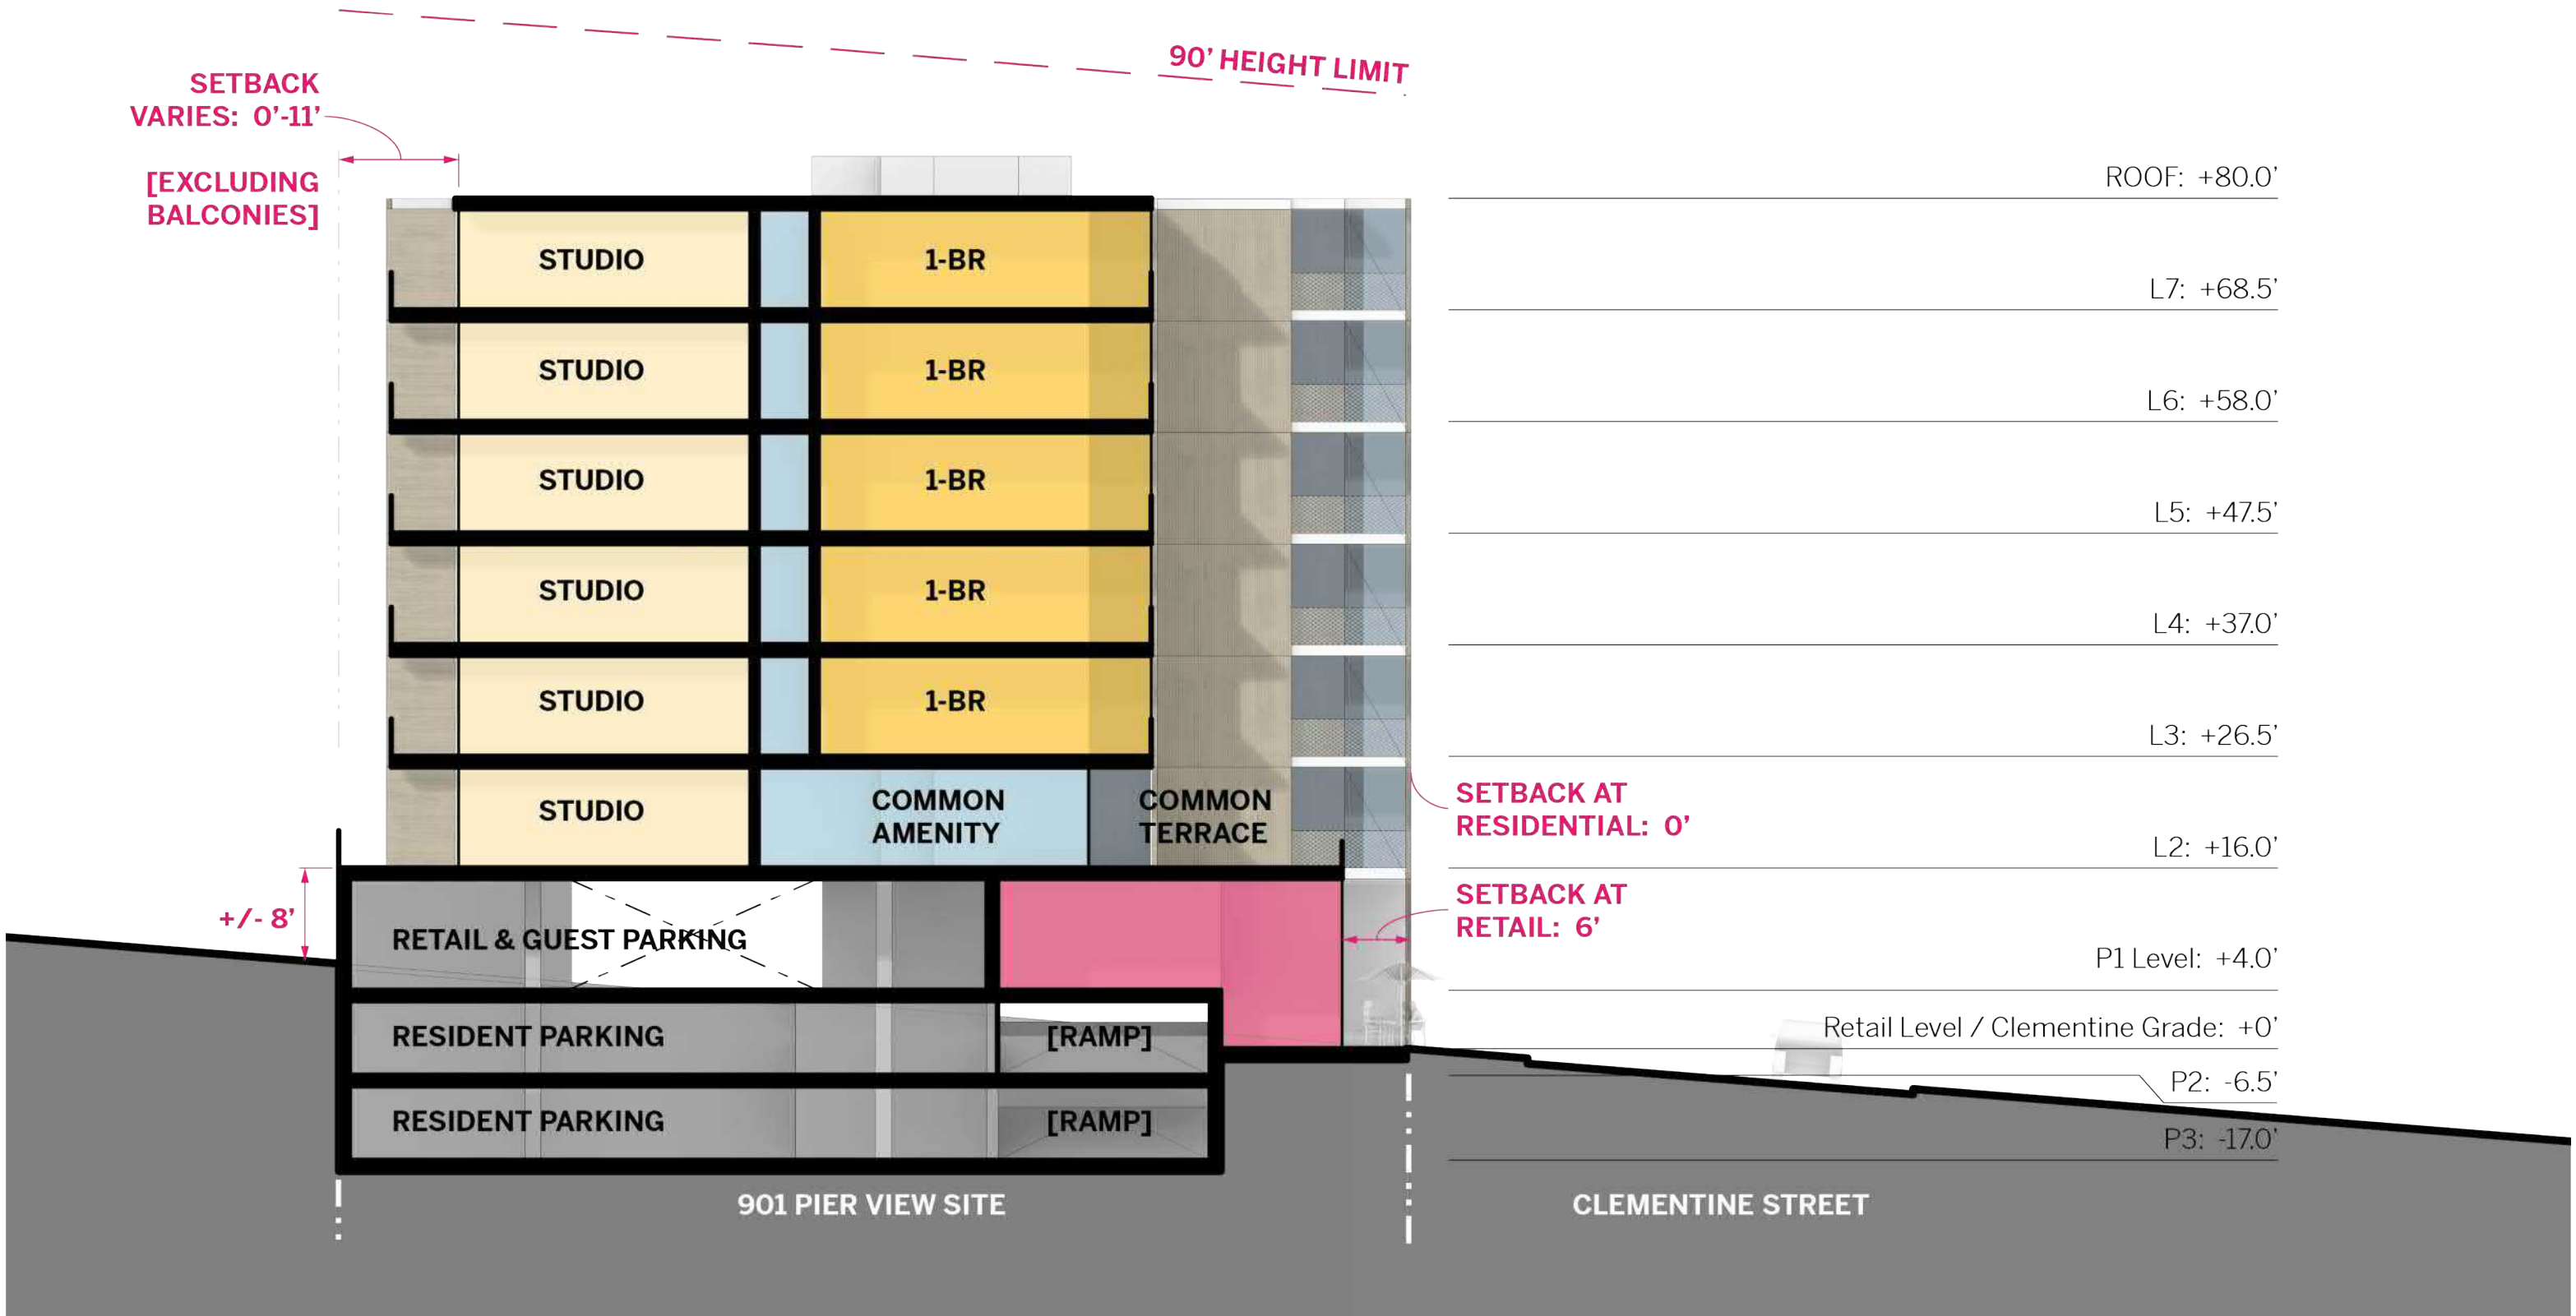 90' HEIGHT LIMIT
SETBACK
VARIES: 0'-11'
[EXCLUDING
BALCONIES]
ROOF: +80.0'
STUDIO
1-BR
L7: +68.5'
STUDIO
1-BR
L6: +58.0'
STUDIO
1-BR
L5: +47.5'
STUDIO
1-BR
L4: +37.0'
STUDIO
1-BR
L3: +26.5'
STUDIO
COMMON
AMENITY
COMMON
TERRACE
SETBACK AT
RESIDENTIAL: 0'
L2: +16.0'
+/- 8'
RETAIL & GUEST PARKING
SETBACK AT
RETAIL: 6'
P1 Level: +4.0'
RESIDENT PARKING
[RAMP]
Retail Level / Clementine Grade: +0'
P2: -6.5'
RESIDENT PARKING
[RAMP]
P3: -17.0'
901 PIER VIEW SITE
CLEMENTINE STREET